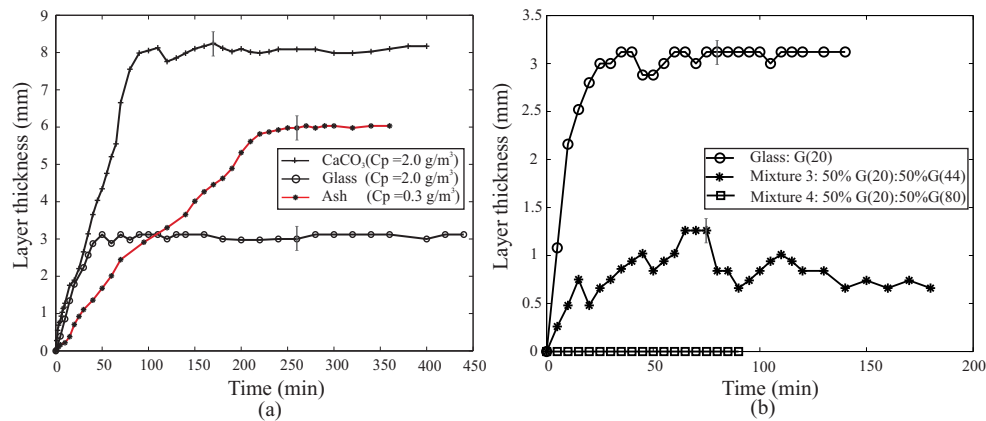 9
8
7
6
5
4
3
2
1
0
Layer thickness (mm)
CaCO₃(Cp =2.0 g/m³)
Glass (Cp =2.0 g/m³)
Ash (Cp =0.3 g/m³)
0 50 100 150 200 250 300 350 400 450
Time (min)
(a)
3.5
3
2.5
2
1.5
1
0.5
0
Layer thickness (mm)
Glass: G(20)
Mixture 3: 50% G(20):50%G(44)
Mixture 4: 50% G(20):50%G(80)
0 50 100 150 200
Time (min)
(b)